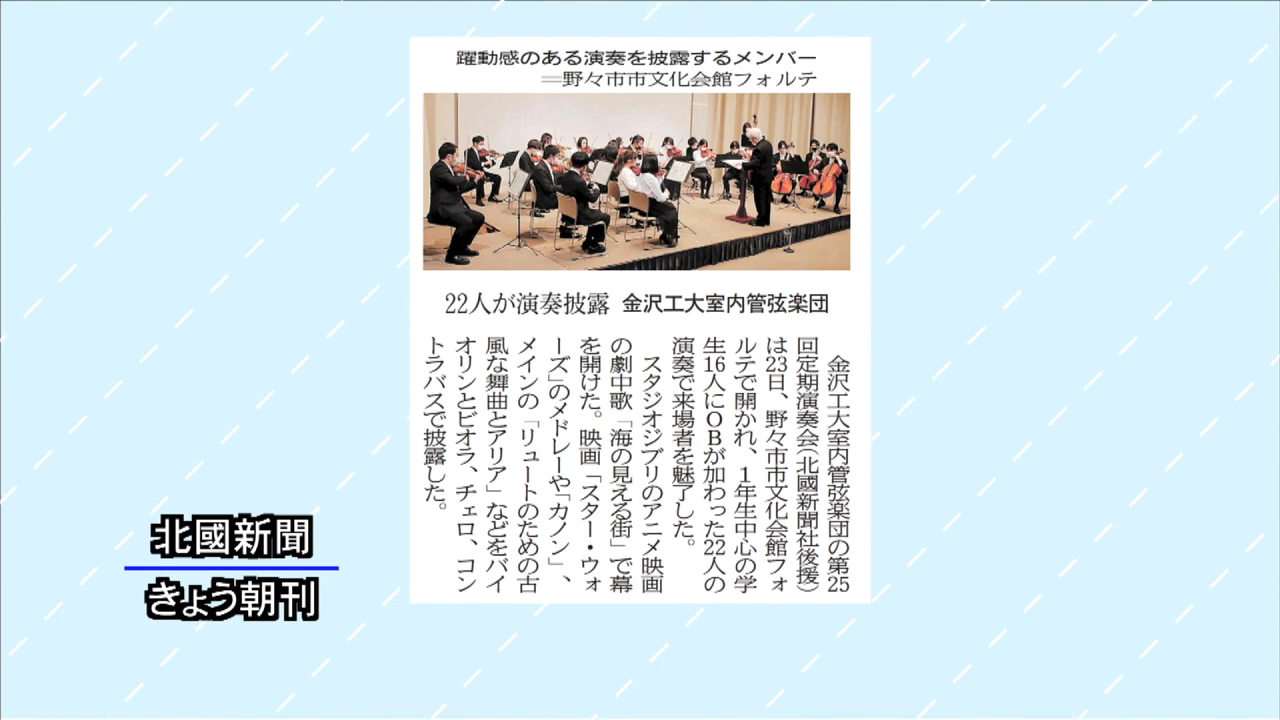 躍動感のある演奏を披露するメンバー
＝野々市市文化会館フォルテ
22人が演奏披露 金沢工大室内管弦楽団
金沢工大室内管弦楽団の第25
回定期演奏会(北國新聞社後援)
は23日、野々市市文化会館フォ
ルテで開かれ、1年生中心の学
生16人にOBが加わった22人の
演奏で来場者を魅了した。
スタジオジブリのアニメ映画
の劇中歌「海の見える街」で幕
を開けた。映画「スター・ウォ
ーズ」のメドレーや「カノン」、
メインの「リュートのための古
風な舞曲とアリア」などをバイ
オリンとビオラ、チェロ、コン
トラバスで披露した。
北國新聞
きょう朝刊